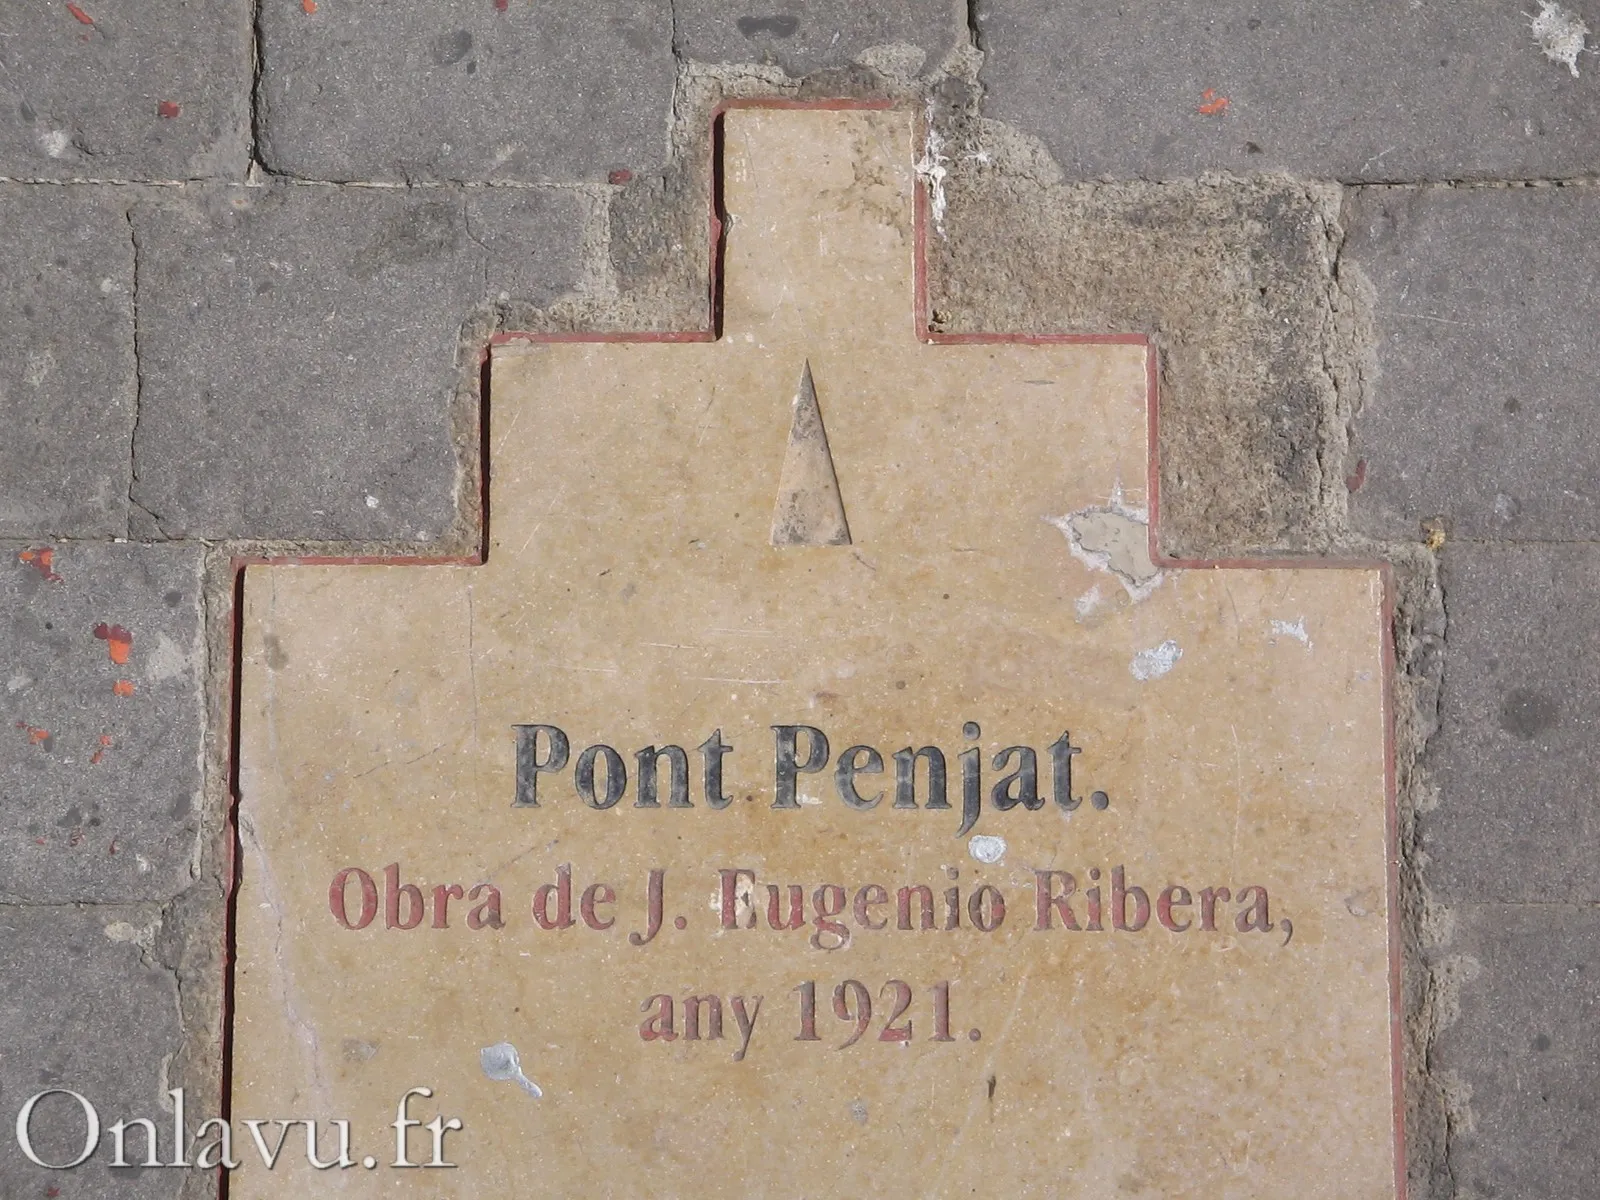 Pont Penjat.
Obra de J. Eugenio Ribera,
any 1921.
Onlavu.fr